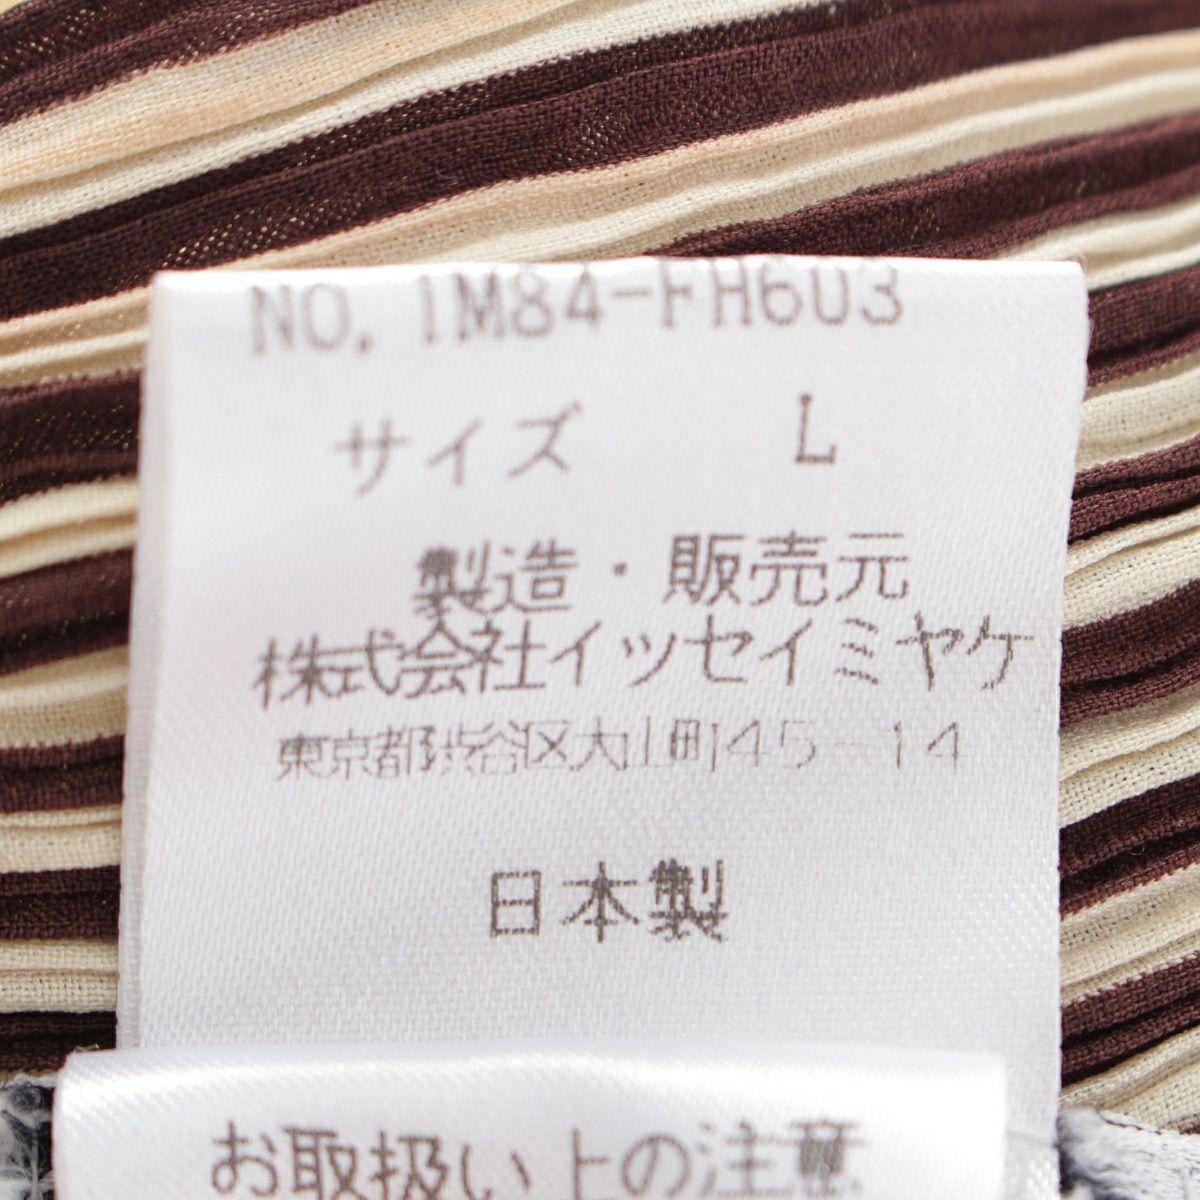 NO. IM84-FH603
サイズ L
製造・販売元
株式会社イッセイミヤケ
東京都渋谷区大山町45-14
日本製
お取扱い上の注意